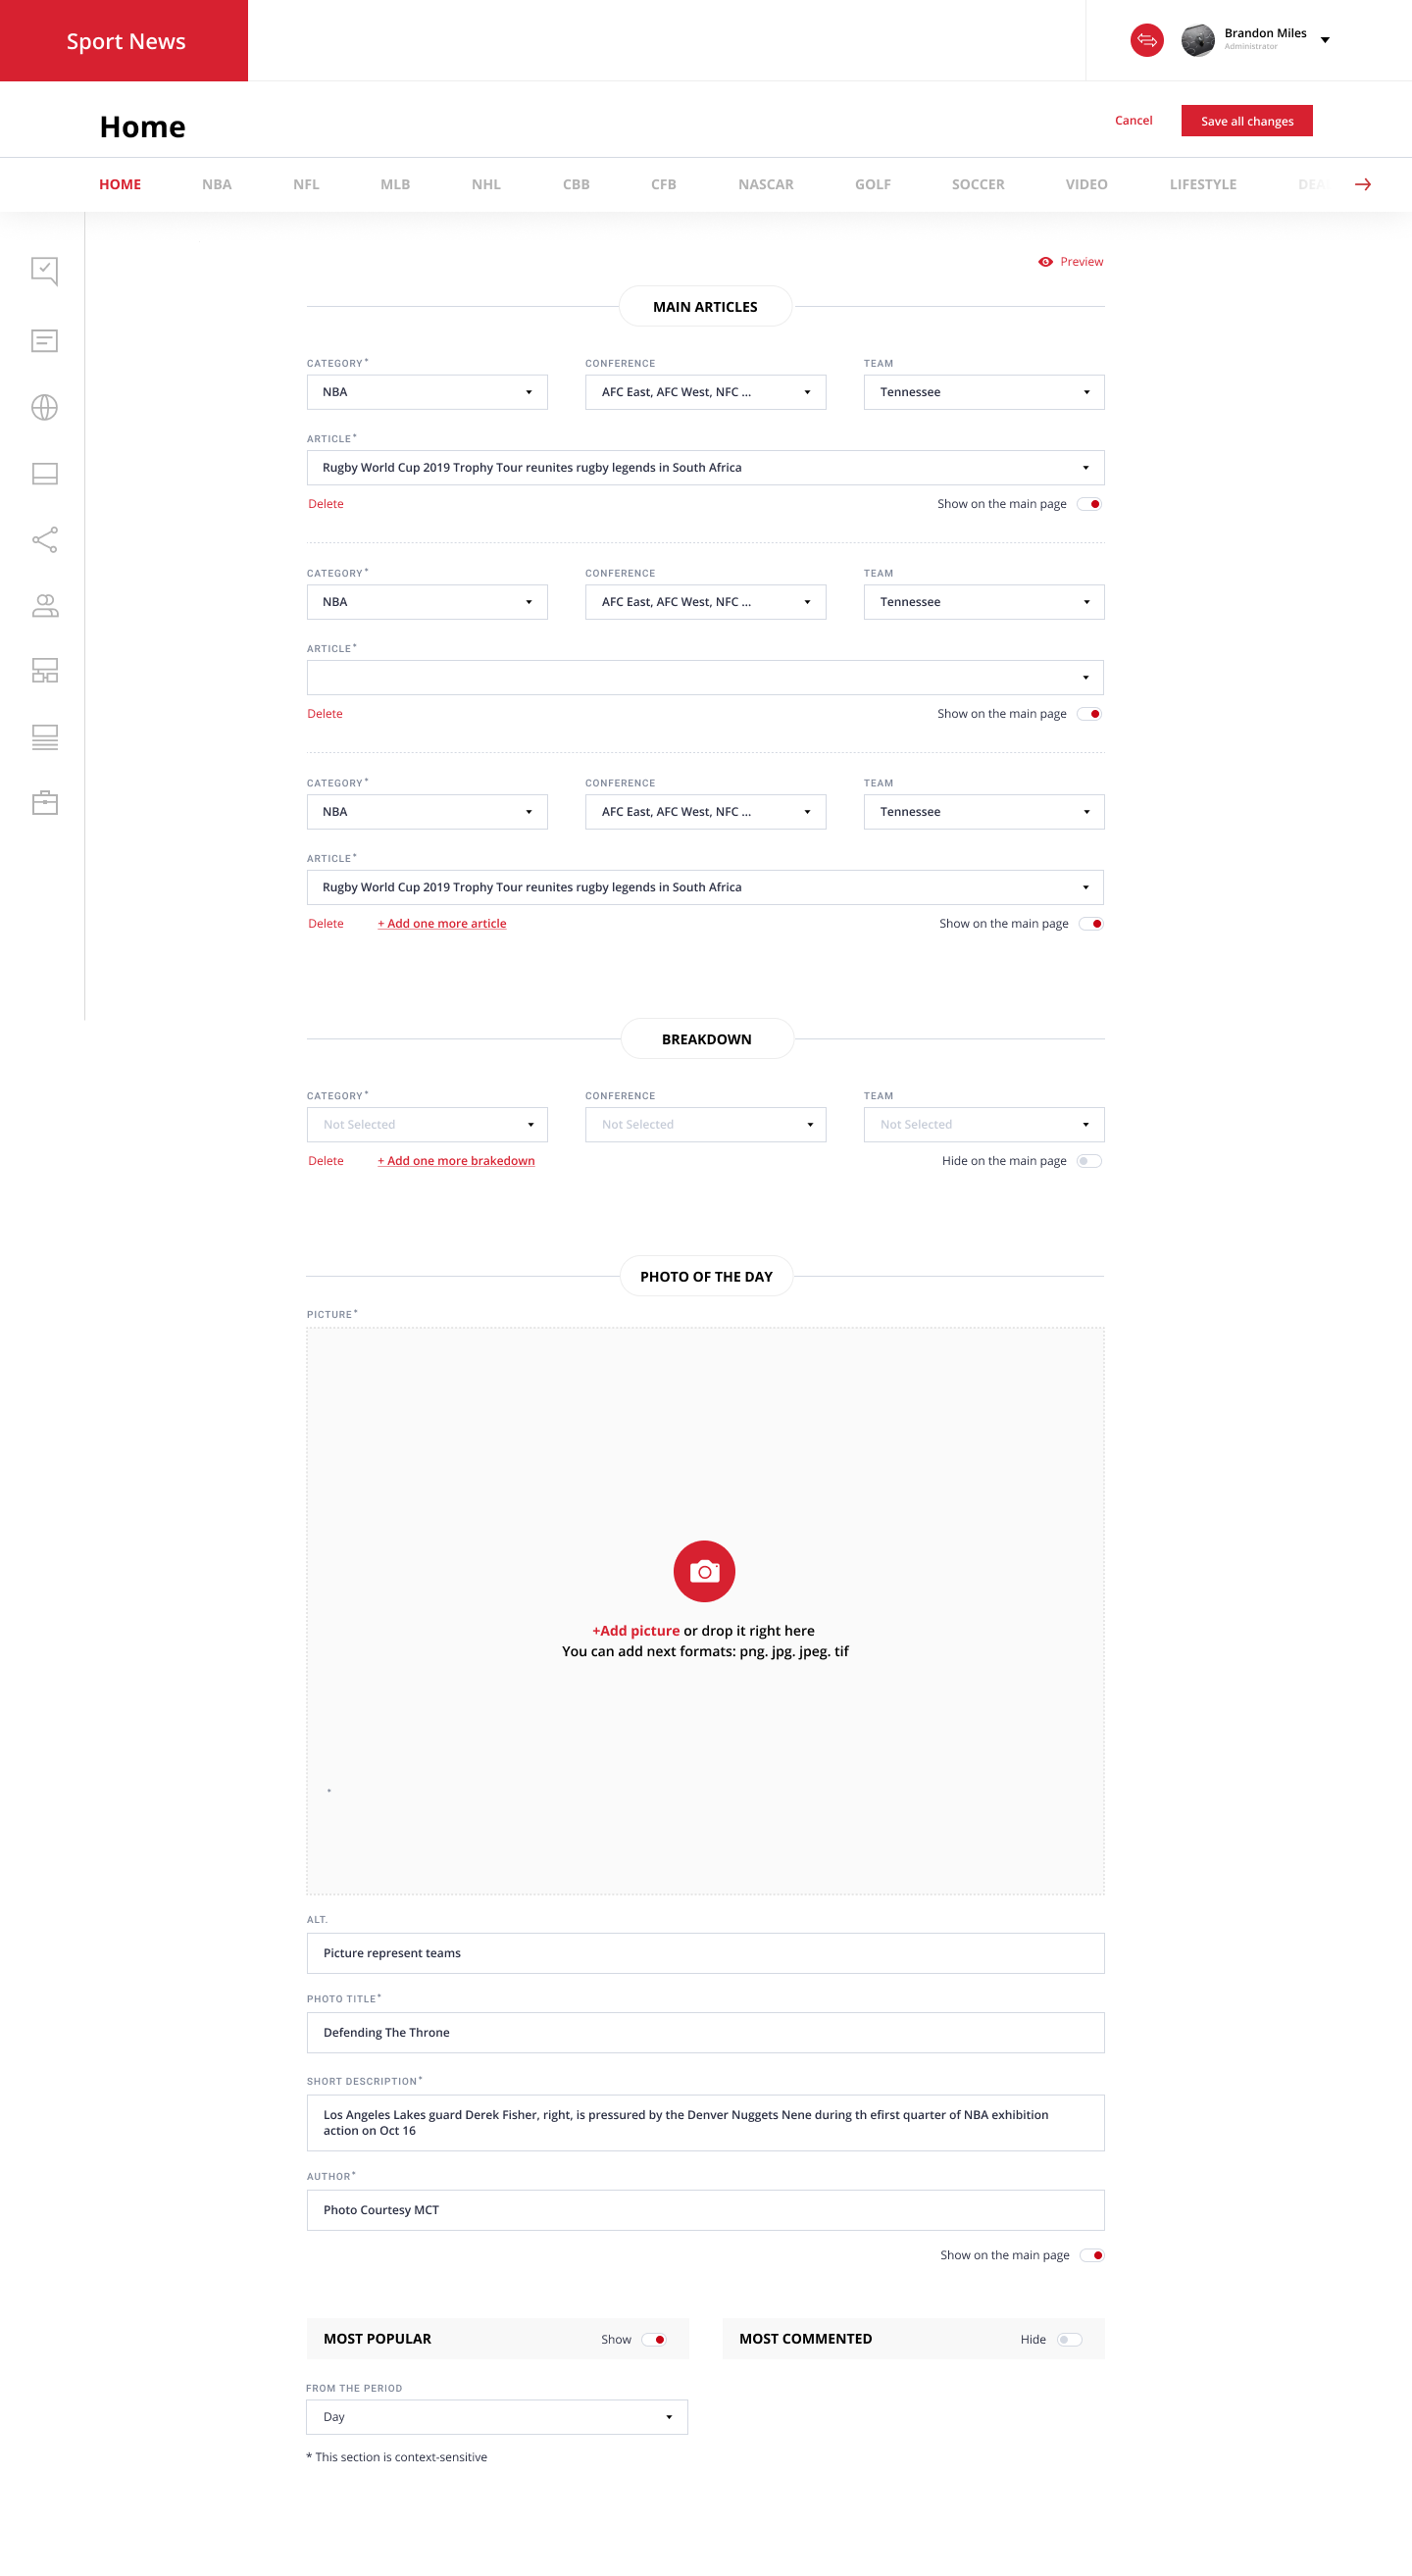 Sport News
Brandon Miles
Administrator
Home
Cancel
Save all changes
HOME NBA NFL MLB NHL CBB CFB NASCAR GOLF SOCCER VIDEO LIFESTYLE
Preview
MAIN ARTICLES
CATEGORY* CONFERENCE TEAM
NBA AFC East, AFC West, NFC ... Tennessee
ARTICLE*
Rugby World Cup 2019 Trophy Tour reunites rugby legends in South Africa
Delete Show on the main page
CATEGORY* CONFERENCE TEAM
NBA AFC East, AFC West, NFC ... Tennessee
ARTICLE*
Delete Show on the main page
CATEGORY* CONFERENCE TEAM
NBA AFC East, AFC West, NFC ... Tennessee
ARTICLE*
Rugby World Cup 2019 Trophy Tour reunites rugby legends in South Africa
Delete + Add one more article Show on the main page
BREAKDOWN
CATEGORY* CONFERENCE TEAM
Not Selected Not Selected Not Selected
Delete + Add one more brakedown Hide on the main page
PHOTO OF THE DAY
PICTURE*
+Add picture or drop it right here
You can add next formats: png. jpg. jpeg. tif
*
ALT.
Picture represent teams
PHOTO TITLE*
Defending The Throne
SHORT DESCRIPTION*
Los Angeles Lakes guard Derek Fisher, right, is pressured by the Denver Nuggets Nene during th efirst quarter of NBA exhibition
action on Oct 16
AUTHOR*
Photo Courtesy MCT
Show on the main page
MOST POPULAR Show MOST COMMENTED Hide
FROM THE PERIOD
Day
* This section is context-sensitive